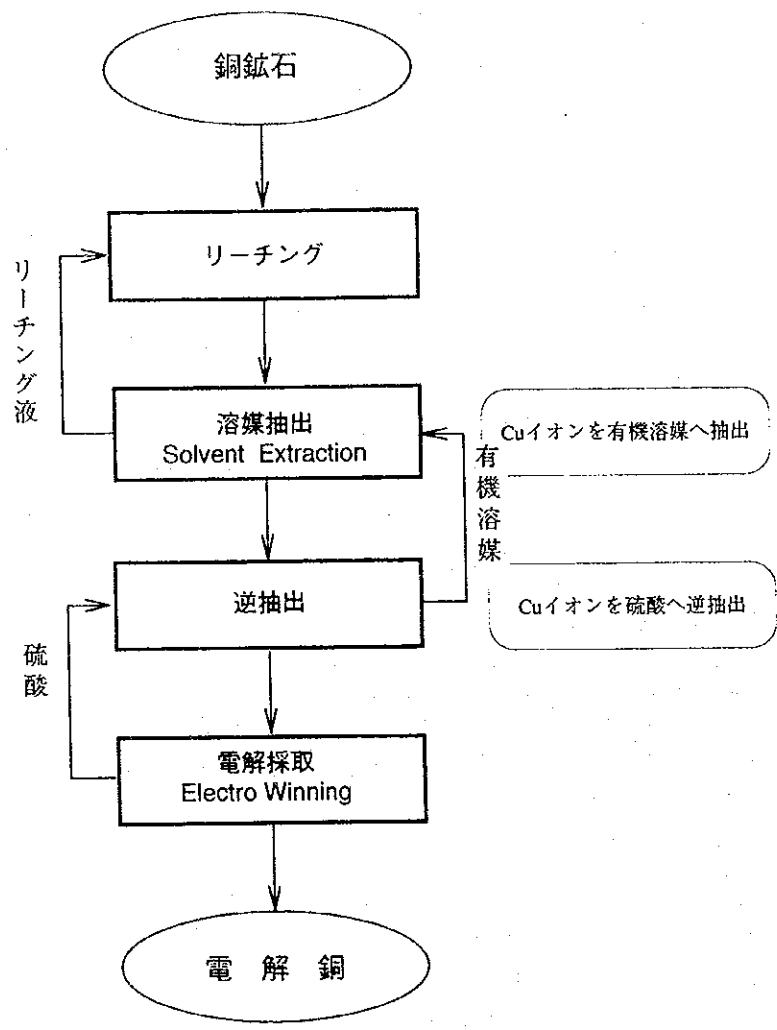 銅鉱石
リーチング
リーチング液
溶媒抽出
Solvent Extraction
Cuイオンを有機溶媒へ抽出
有機溶媒
逆抽出
Cuイオンを硫酸へ逆抽出
硫酸
電解採取
Electro Winning
電解銅